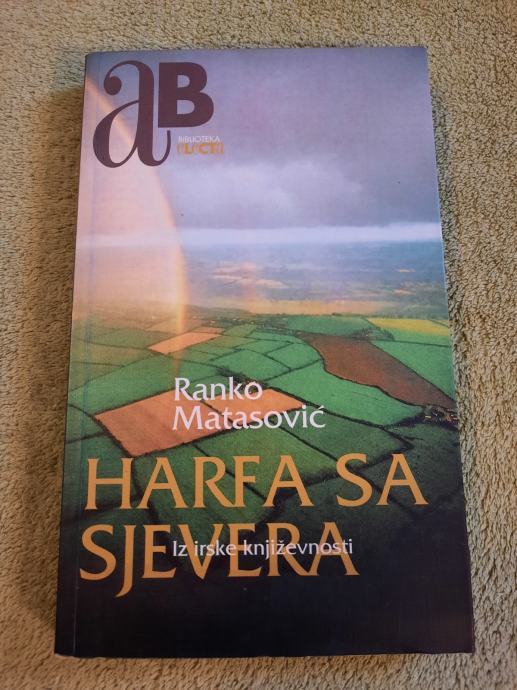 aB
BIBLIOTEKA
Ranko
Matasović
HARFA SA
SJEVERA
Iz irske književnosti